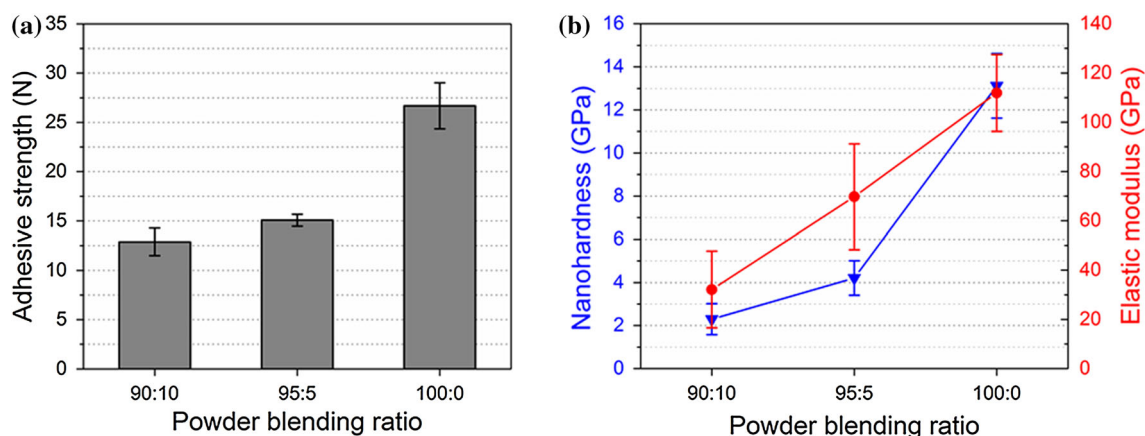 (a)
Adhesive strength (N)
35
30
25
20
15
10
5
0
90:10 95:5 100:0
Powder blending ratio
(b)
Nanohardness (GPa)
16
14
12
10
8
6
4
2
0
90:10 95:5 100:0
Powder blending ratio
140
120
100
80
60
40
20
0
Elastic modulus (GPa)